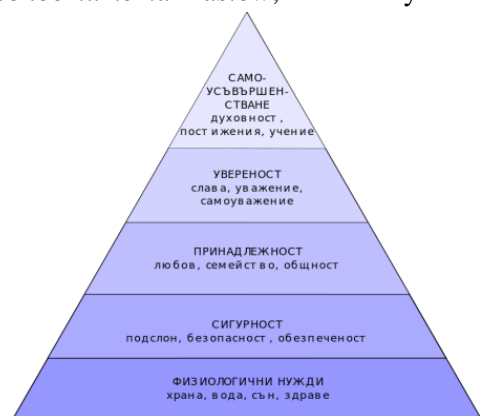 САМО-
УСЪВЪРШЕН-
СТВАНЕ
духовност,
постижения, учение
УВЕРЕНОСТ
слава, уважение,
самоуважение
ПРИНАДЛЕЖНОСТ
любов, семейство, общност
СИГУРНОСТ
подслон, безопасност, обезпеченост
ФИЗИОЛОГИЧНИ НУЖДИ
храна, вода, сън, здраве